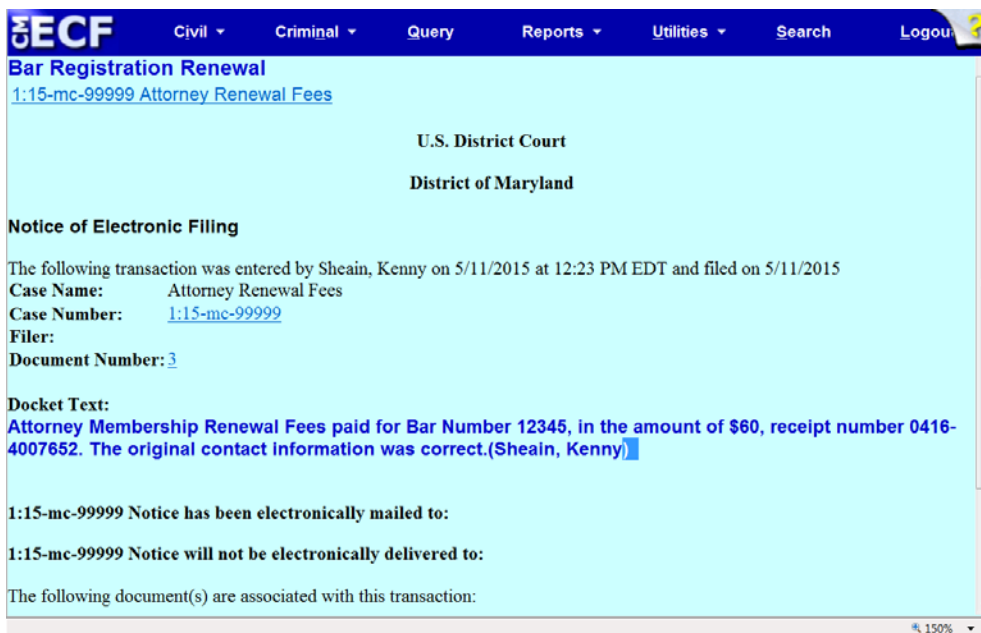 CM ECF Civil Criminal Query Reports Utilities Search Logou ?
Bar Registration Renewal
1:15-mc-99999 Attorney Renewal Fees
U.S. District Court
District of Maryland
Notice of Electronic Filing
The following transaction was entered by Sheain, Kenny on 5/11/2015 at 12:23 PM EDT and filed on 5/11/2015
Case Name: Attorney Renewal Fees
Case Number: 1:15-mc-99999
Filer:
Document Number: 3
Docket Text:
Attorney Membership Renewal Fees paid for Bar Number 12345, in the amount of $60, receipt number 0416-
4007652. The original contact information was correct.(Sheain, Kenny)
1:15-mc-99999 Notice has been electronically mailed to:
1:15-mc-99999 Notice will not be electronically delivered to:
The following document(s) are associated with this transaction:
150%